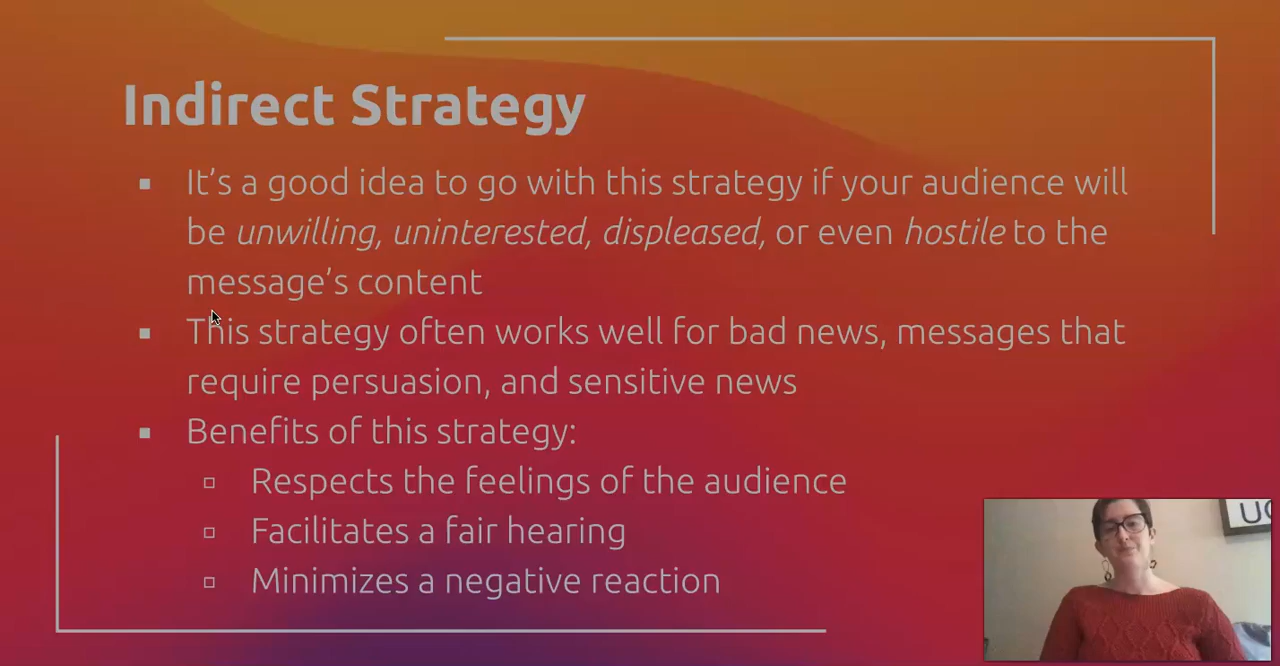 Indirect Strategy
It’s a good idea to go with this strategy if your audience will
be unwilling, uninterested, displeased, or even hostile to the
message’s content
This strategy often works well for bad news, messages that
require persuasion, and sensitive news
Benefits of this strategy:
Respects the feelings of the audience
Facilitates a fair hearing
Minimizes a negative reaction